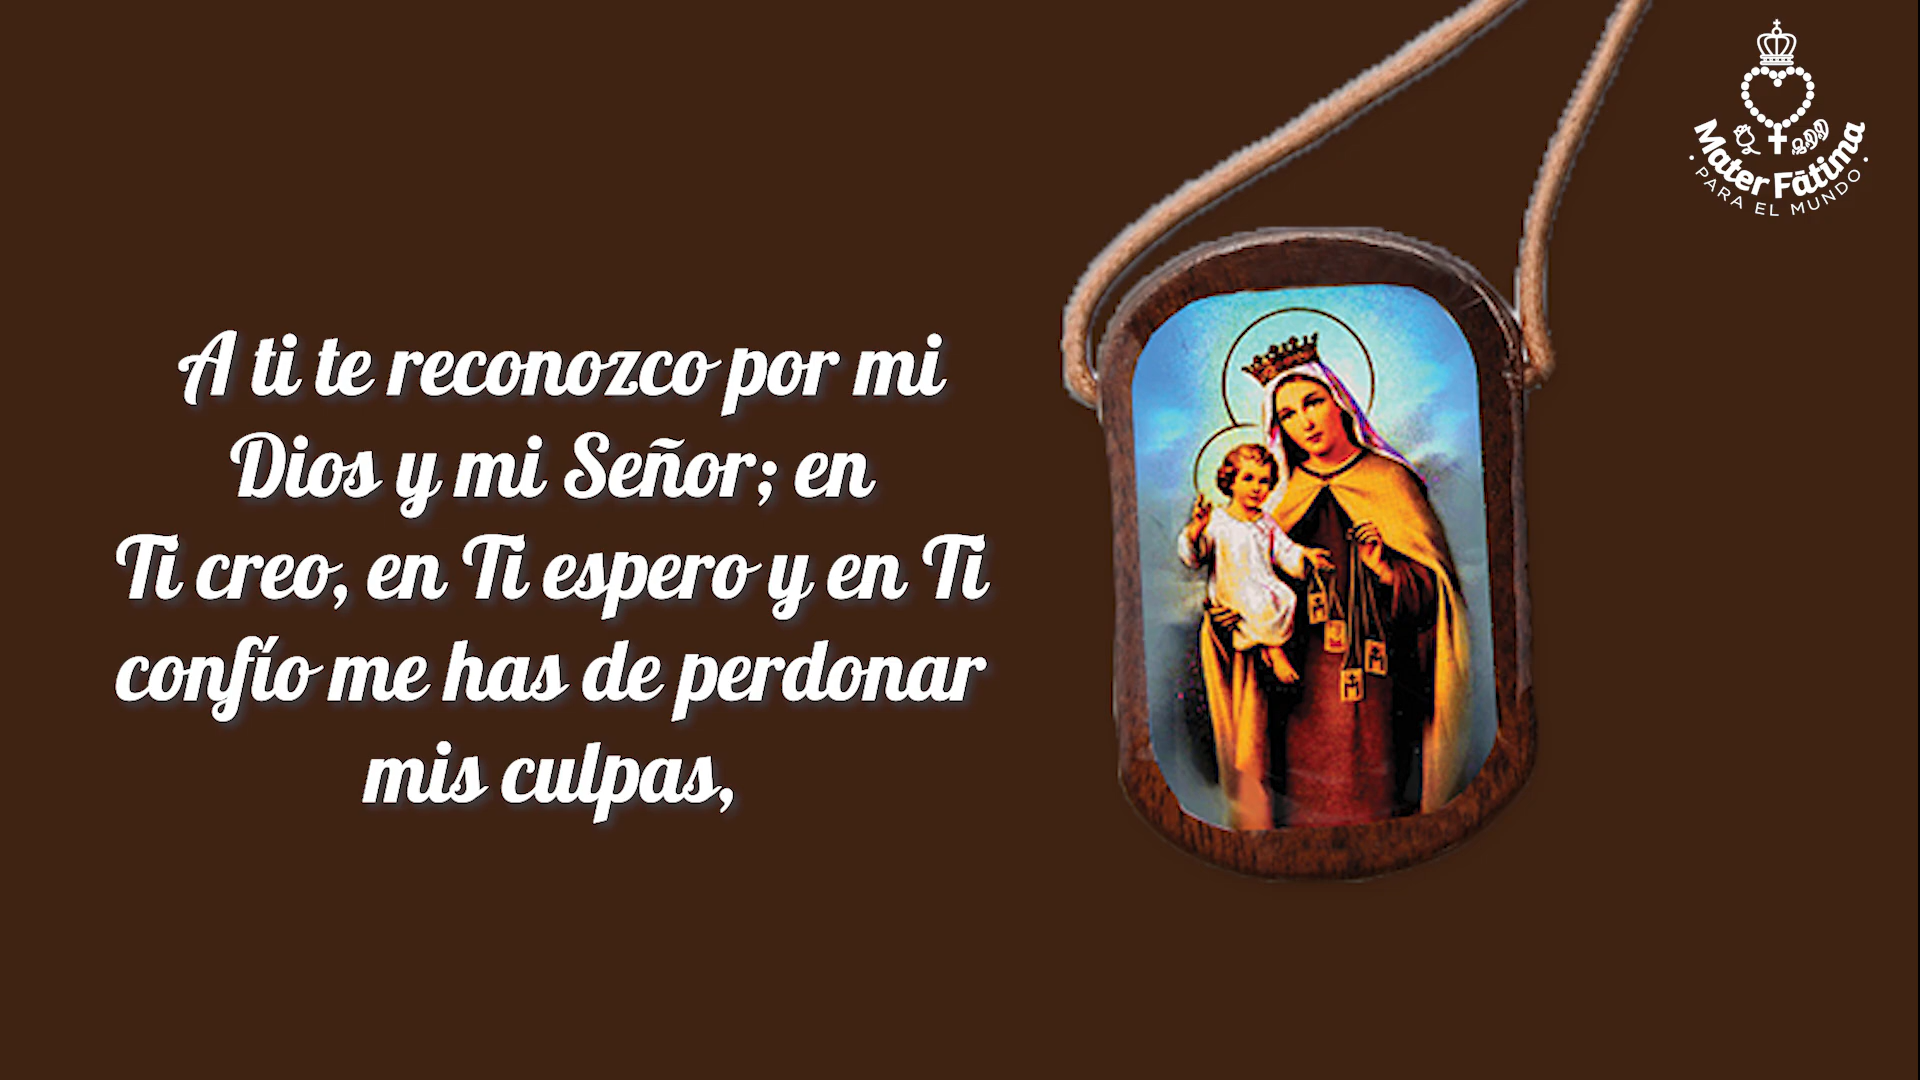 A ti te reconozco por mi
Dios y mi Señor; en
Ti creo, en Ti espero y en Ti
confío me has de perdonar
mis culpas,
Mater Fátima
· PARA EL MUNDO ·